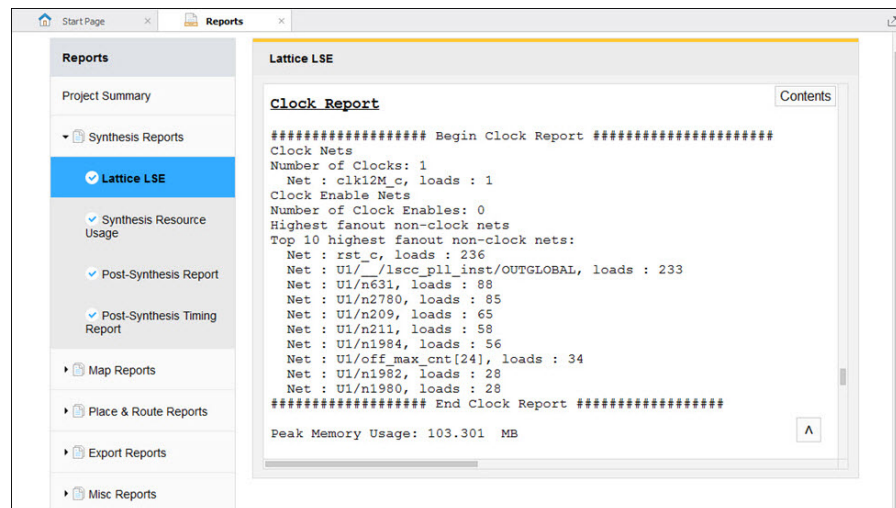 Start Page
Reports
Reports
Project Summary
Synthesis Reports
Lattice LSE
Synthesis Resource
Usage
Post-Synthesis Report
Post-Synthesis Timing
Report
Map Reports
Place & Route Reports
Export Reports
Misc Reports
Lattice LSE
Contents
Clock Report
################### Begin Clock Report ######################
Clock Nets
Number of Clocks: 1
Net : clk12M_c, loads : 1
Clock Enable Nets
Number of Clock Enables: 0
Highest fanout non-clock nets
Top 10 highest fanout non-clock nets:
Net : rst_c, loads : 236
Net : U1/__/lscc_pll_inst/OUTGLOBAL, loads : 233
Net : U1/n631, loads : 88
Net : U1/n2780, loads : 85
Net : U1/n209, loads : 65
Net : U1/n211, loads : 58
Net : U1/n1984, loads : 56
Net : U1/off_max_cnt[24], loads : 34
Net : U1/n1982, loads : 28
Net : U1/n1980, loads : 28
################### End Clock Report ##################
Peak Memory Usage: 103.301  MB